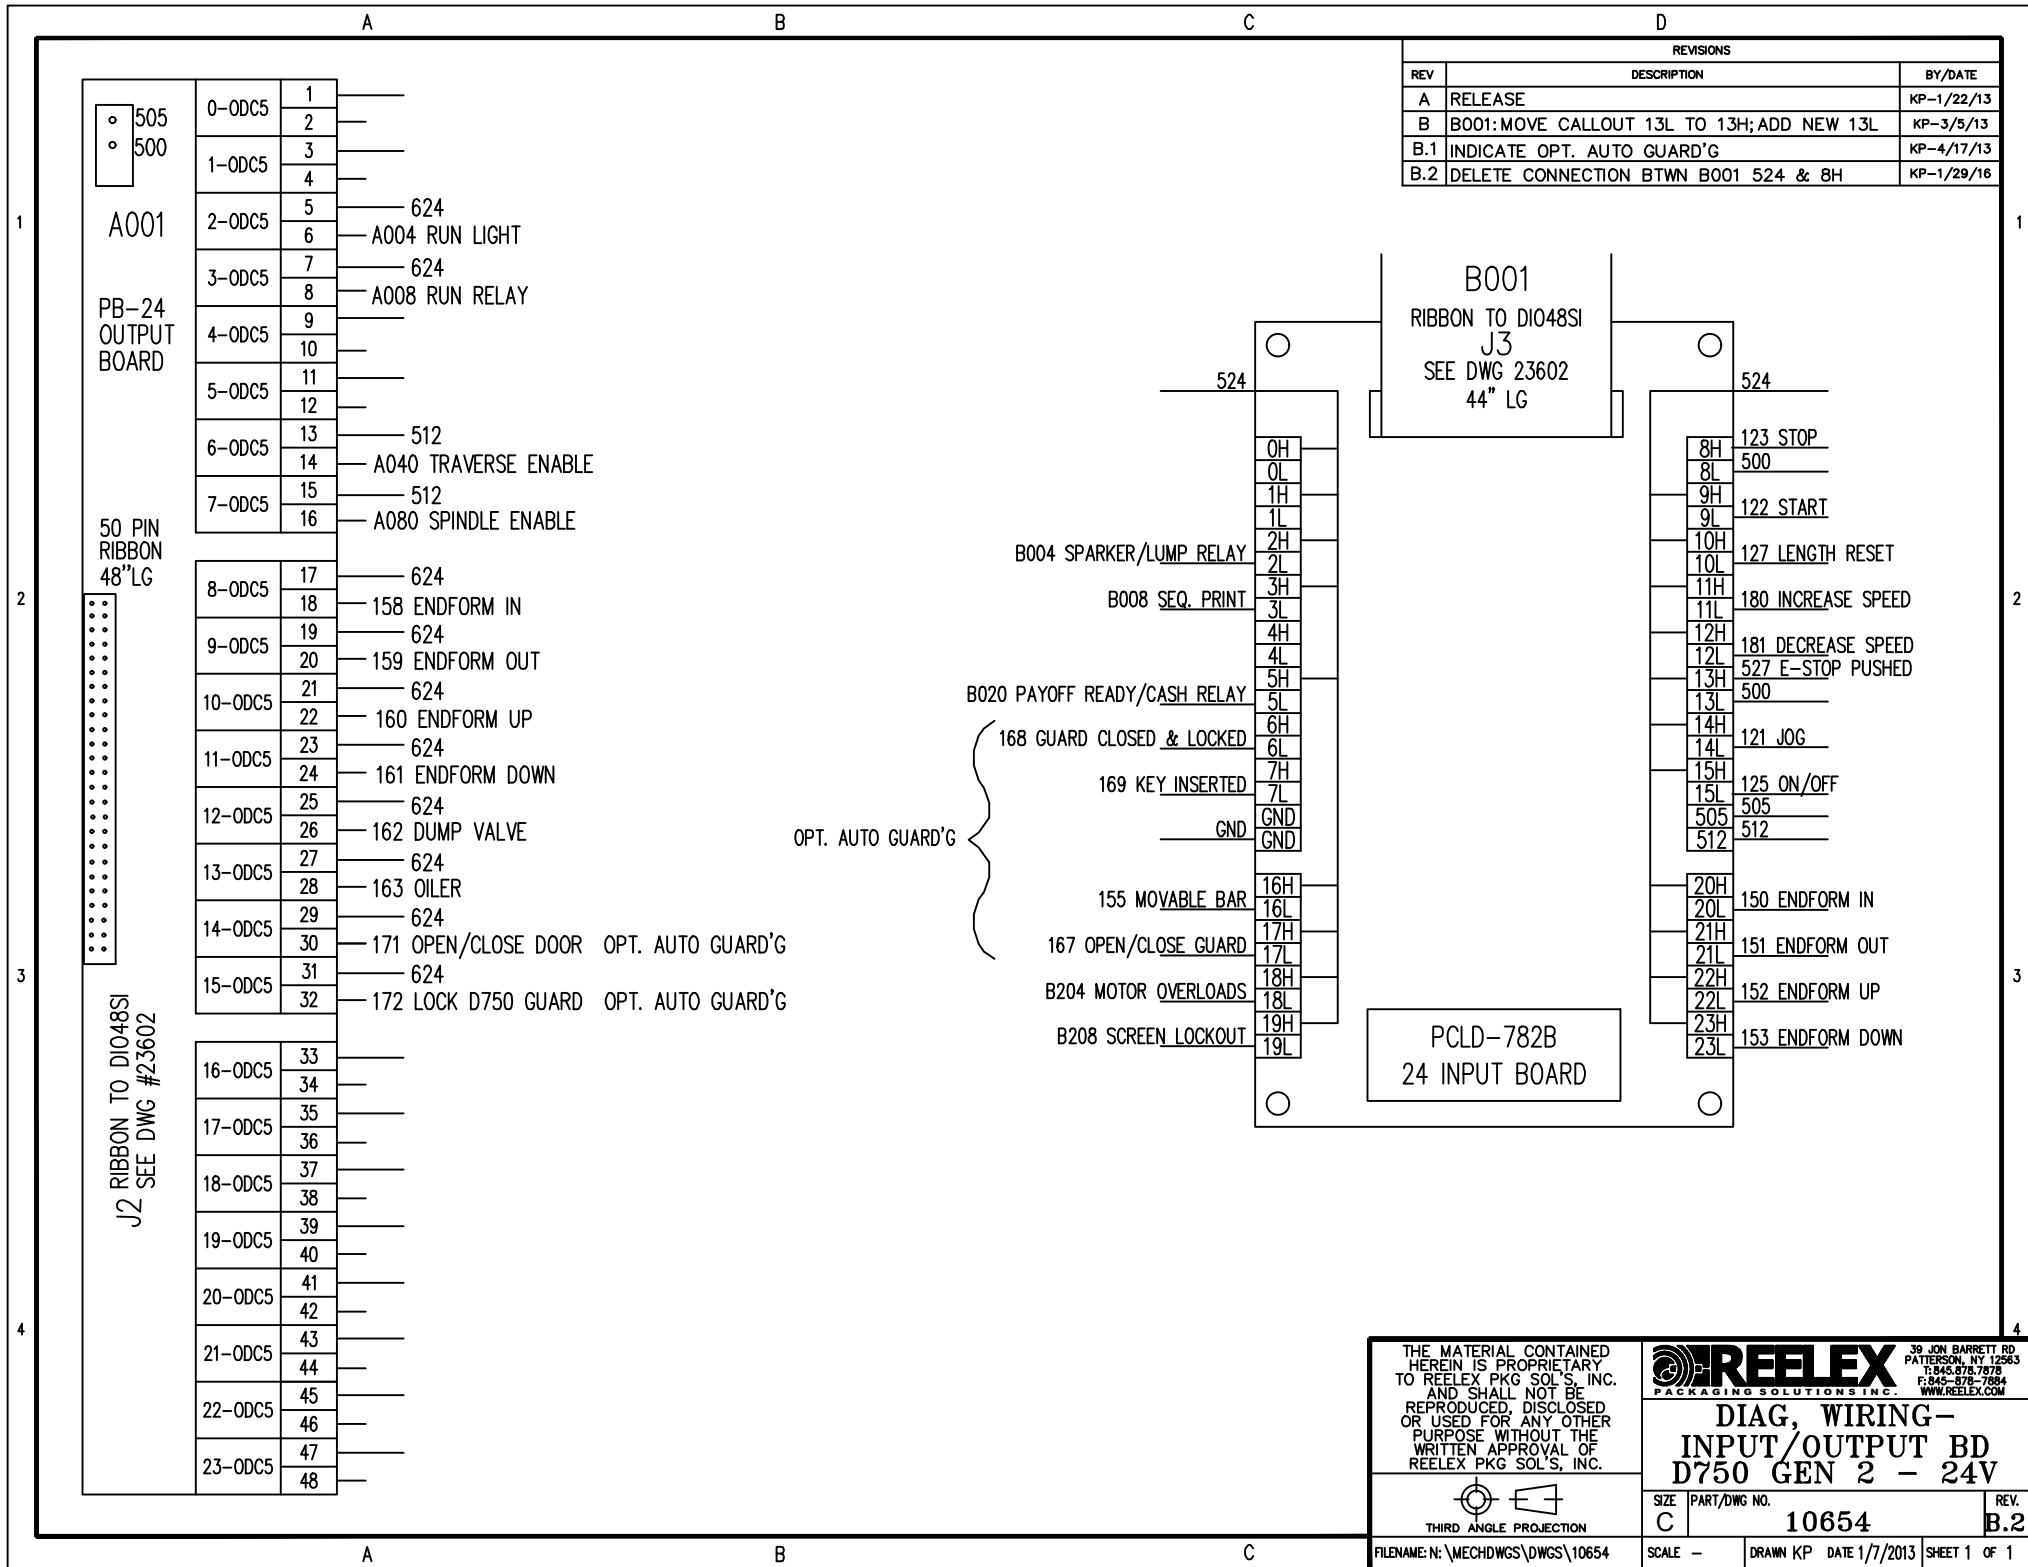 A B C D
REVISIONS
REV DESCRIPTION BY/DATE
A RELEASE KP-1/22/13
B B001:MOVE CALLOUT 13L TO 13H;ADD NEW 13L KP-3/5/13
B.1 INDICATE OPT. AUTO GUARD'G KP-4/17/13
B.2 DELETE CONNECTION BTWN B001 524 & 8H KP-1/29/16
1 1
2 2
3 3
4 4
505
500
A001
PB-24
OUTPUT
BOARD
50 PIN
RIBBON
48"LG
J2 RIBBON TO DIO48SI
SEE DWG #23602
0-ODC5
1
2
1-ODC5
3
4
2-ODC5
5 624
6 A004 RUN LIGHT
3-ODC5
7 624
8 A008 RUN RELAY
4-ODC5
9
10
5-ODC5
11
12
6-ODC5
13 512
14 A040 TRAVERSE ENABLE
7-ODC5
15 512
16 A080 SPINDLE ENABLE
8-ODC5
17 624
18 158 ENDFORM IN
9-ODC5
19 624
20 159 ENDFORM OUT
10-ODC5
21 624
22 160 ENDFORM UP
11-ODC5
23 624
24 161 ENDFORM DOWN
12-ODC5
25 624
26 162 DUMP VALVE
13-ODC5
27 624
28 163 OILER
14-ODC5
29 624
30 171 OPEN/CLOSE DOOR OPT. AUTO GUARD'G
15-ODC5
31 624
32 172 LOCK D750 GUARD OPT. AUTO GUARD'G
16-ODC5
33
34
17-ODC5
35
36
18-ODC5
37
38
19-ODC5
39
40
20-ODC5
41
42
21-ODC5
43
44
22-ODC5
45
46
23-ODC5
47
48
B001
RIBBON TO DIO48SI
J3
SEE DWG 23602
44" LG
524
0H
0L
1H
1L
2H
B004 SPARKER/LUMP RELAY 2L
3H
B008 SEQ. PRINT 3L
4H
4L
5H
B020 PAYOFF READY/CASH RELAY 5L
6H
168 GUARD CLOSED & LOCKED 6L
7H
169 KEY INSERTED 7L
GND
GND GND
OPT. AUTO GUARD'G
16H
155 MOVABLE BAR 16L
17H
167 OPEN/CLOSE GUARD 17L
18H
B204 MOTOR OVERLOADS 18L
19H
B208 SCREEN LOCKOUT 19L
524
8H 123 STOP
8L 500
9H
9L 122 START
10H
10L 127 LENGTH RESET
11H
11L 180 INCREASE SPEED
12H
12L 181 DECREASE SPEED
13H 527 E-STOP PUSHED
13L 500
14H
14L 121 JOG
15H
15L 125 ON/OFF
505 505
512 512
20H
20L 150 ENDFORM IN
21H
21L 151 ENDFORM OUT
22H
22L 152 ENDFORM UP
23H
23L 153 ENDFORM DOWN
PCLD-782B
24 INPUT BOARD
THE MATERIAL CONTAINED
HEREIN IS PROPRIETARY
TO REELEX PKG SOL'S, INC.
AND SHALL NOT BE
REPRODUCED, DISCLOSED
OR USED FOR ANY OTHER
PURPOSE WITHOUT THE
WRITTEN APPROVAL OF
REELEX PKG SOL'S, INC.
THIRD ANGLE PROJECTION
FILENAME: N:\MECHDWGS\DWGS\10654
REELEX
PACKAGING SOLUTIONS INC.
39 JON BARRETT RD
PATTERSON, NY 12563
T:845.878.7878
F:845-878-7884
WWW.REELEX.COM
DIAG, WIRING-
INPUT/OUTPUT BD
D750 GEN 2 - 24V
SIZE PART/DWG NO. REV.
C 10654 B.2
SCALE - DRAWN KP DATE 1/7/2013 SHEET 1 OF 1
A B C